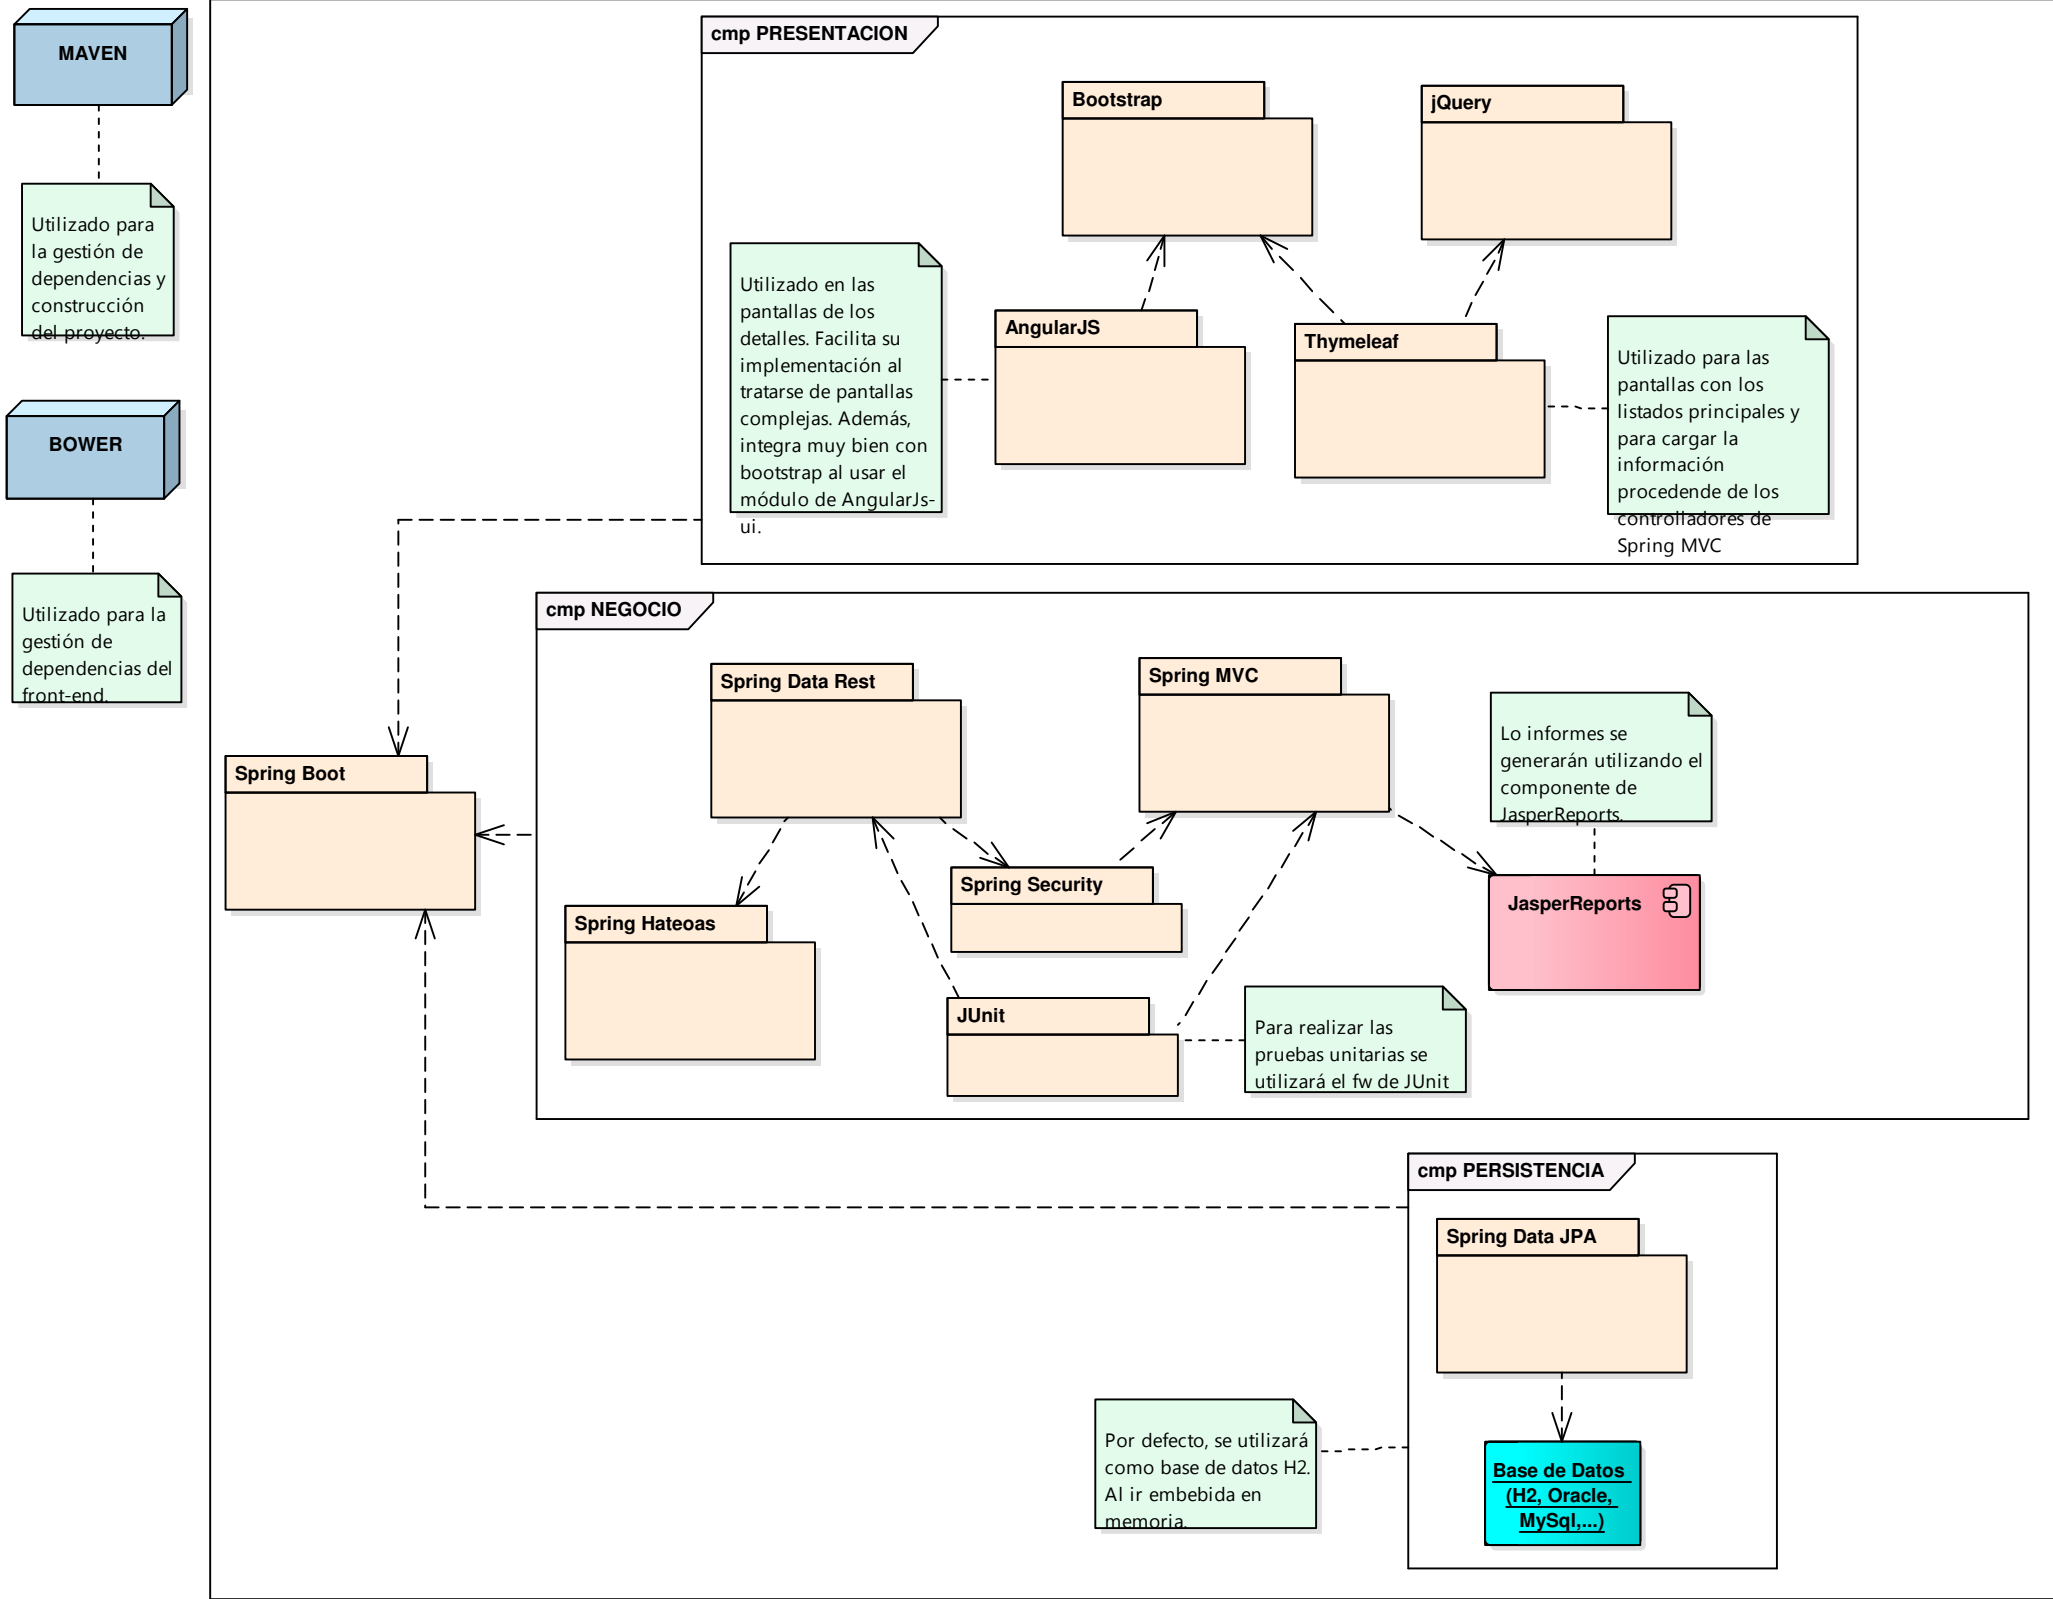 MAVEN
Utilizado para
la gestión de
dependencias y
construcción
del proyecto.
BOWER
Utilizado para la
gestión de
dependencias del
front-end.
cmp PRESENTACION
Bootstrap
jQuery
Utilizado en las
pantallas de los
detalles. Facilita su
implementación al
tratarse de pantallas
complejas. Además,
integra muy bien con
bootstrap al usar el
módulo de AngularJs-
ui.
AngularJS
Thymeleaf
Utilizado para las
pantallas con los
listados principales y
para cargar la
información
procedende de los
controlladores de
Spring MVC
cmp NEGOCIO
Spring Data Rest
Spring MVC
Lo informes se
generarán utilizando el
componente de
JasperReports.
Spring Boot
Spring Security
JasperReports
Spring Hateoas
JUnit
Para realizar las
pruebas unitarias se
utilizará el fw de JUnit
cmp PERSISTENCIA
Spring Data JPA
Por defecto, se utilizará
como base de datos H2.
Al ir embebida en
memoria.
Base de Datos
(H2, Oracle,
MySql,...)